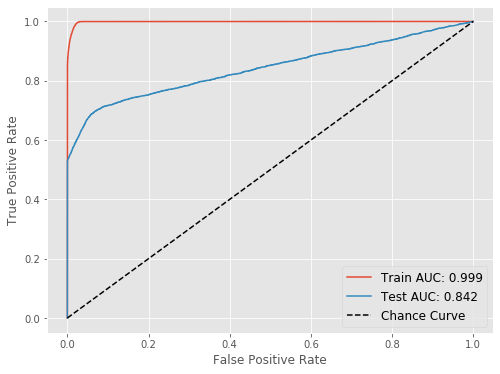 1.0
0.8
0.6
0.4
0.2
0.0
True Positive Rate
Train AUC: 0.999
Test AUC: 0.842
Chance Curve
0.0 0.2 0.4 0.6 0.8 1.0
False Positive Rate